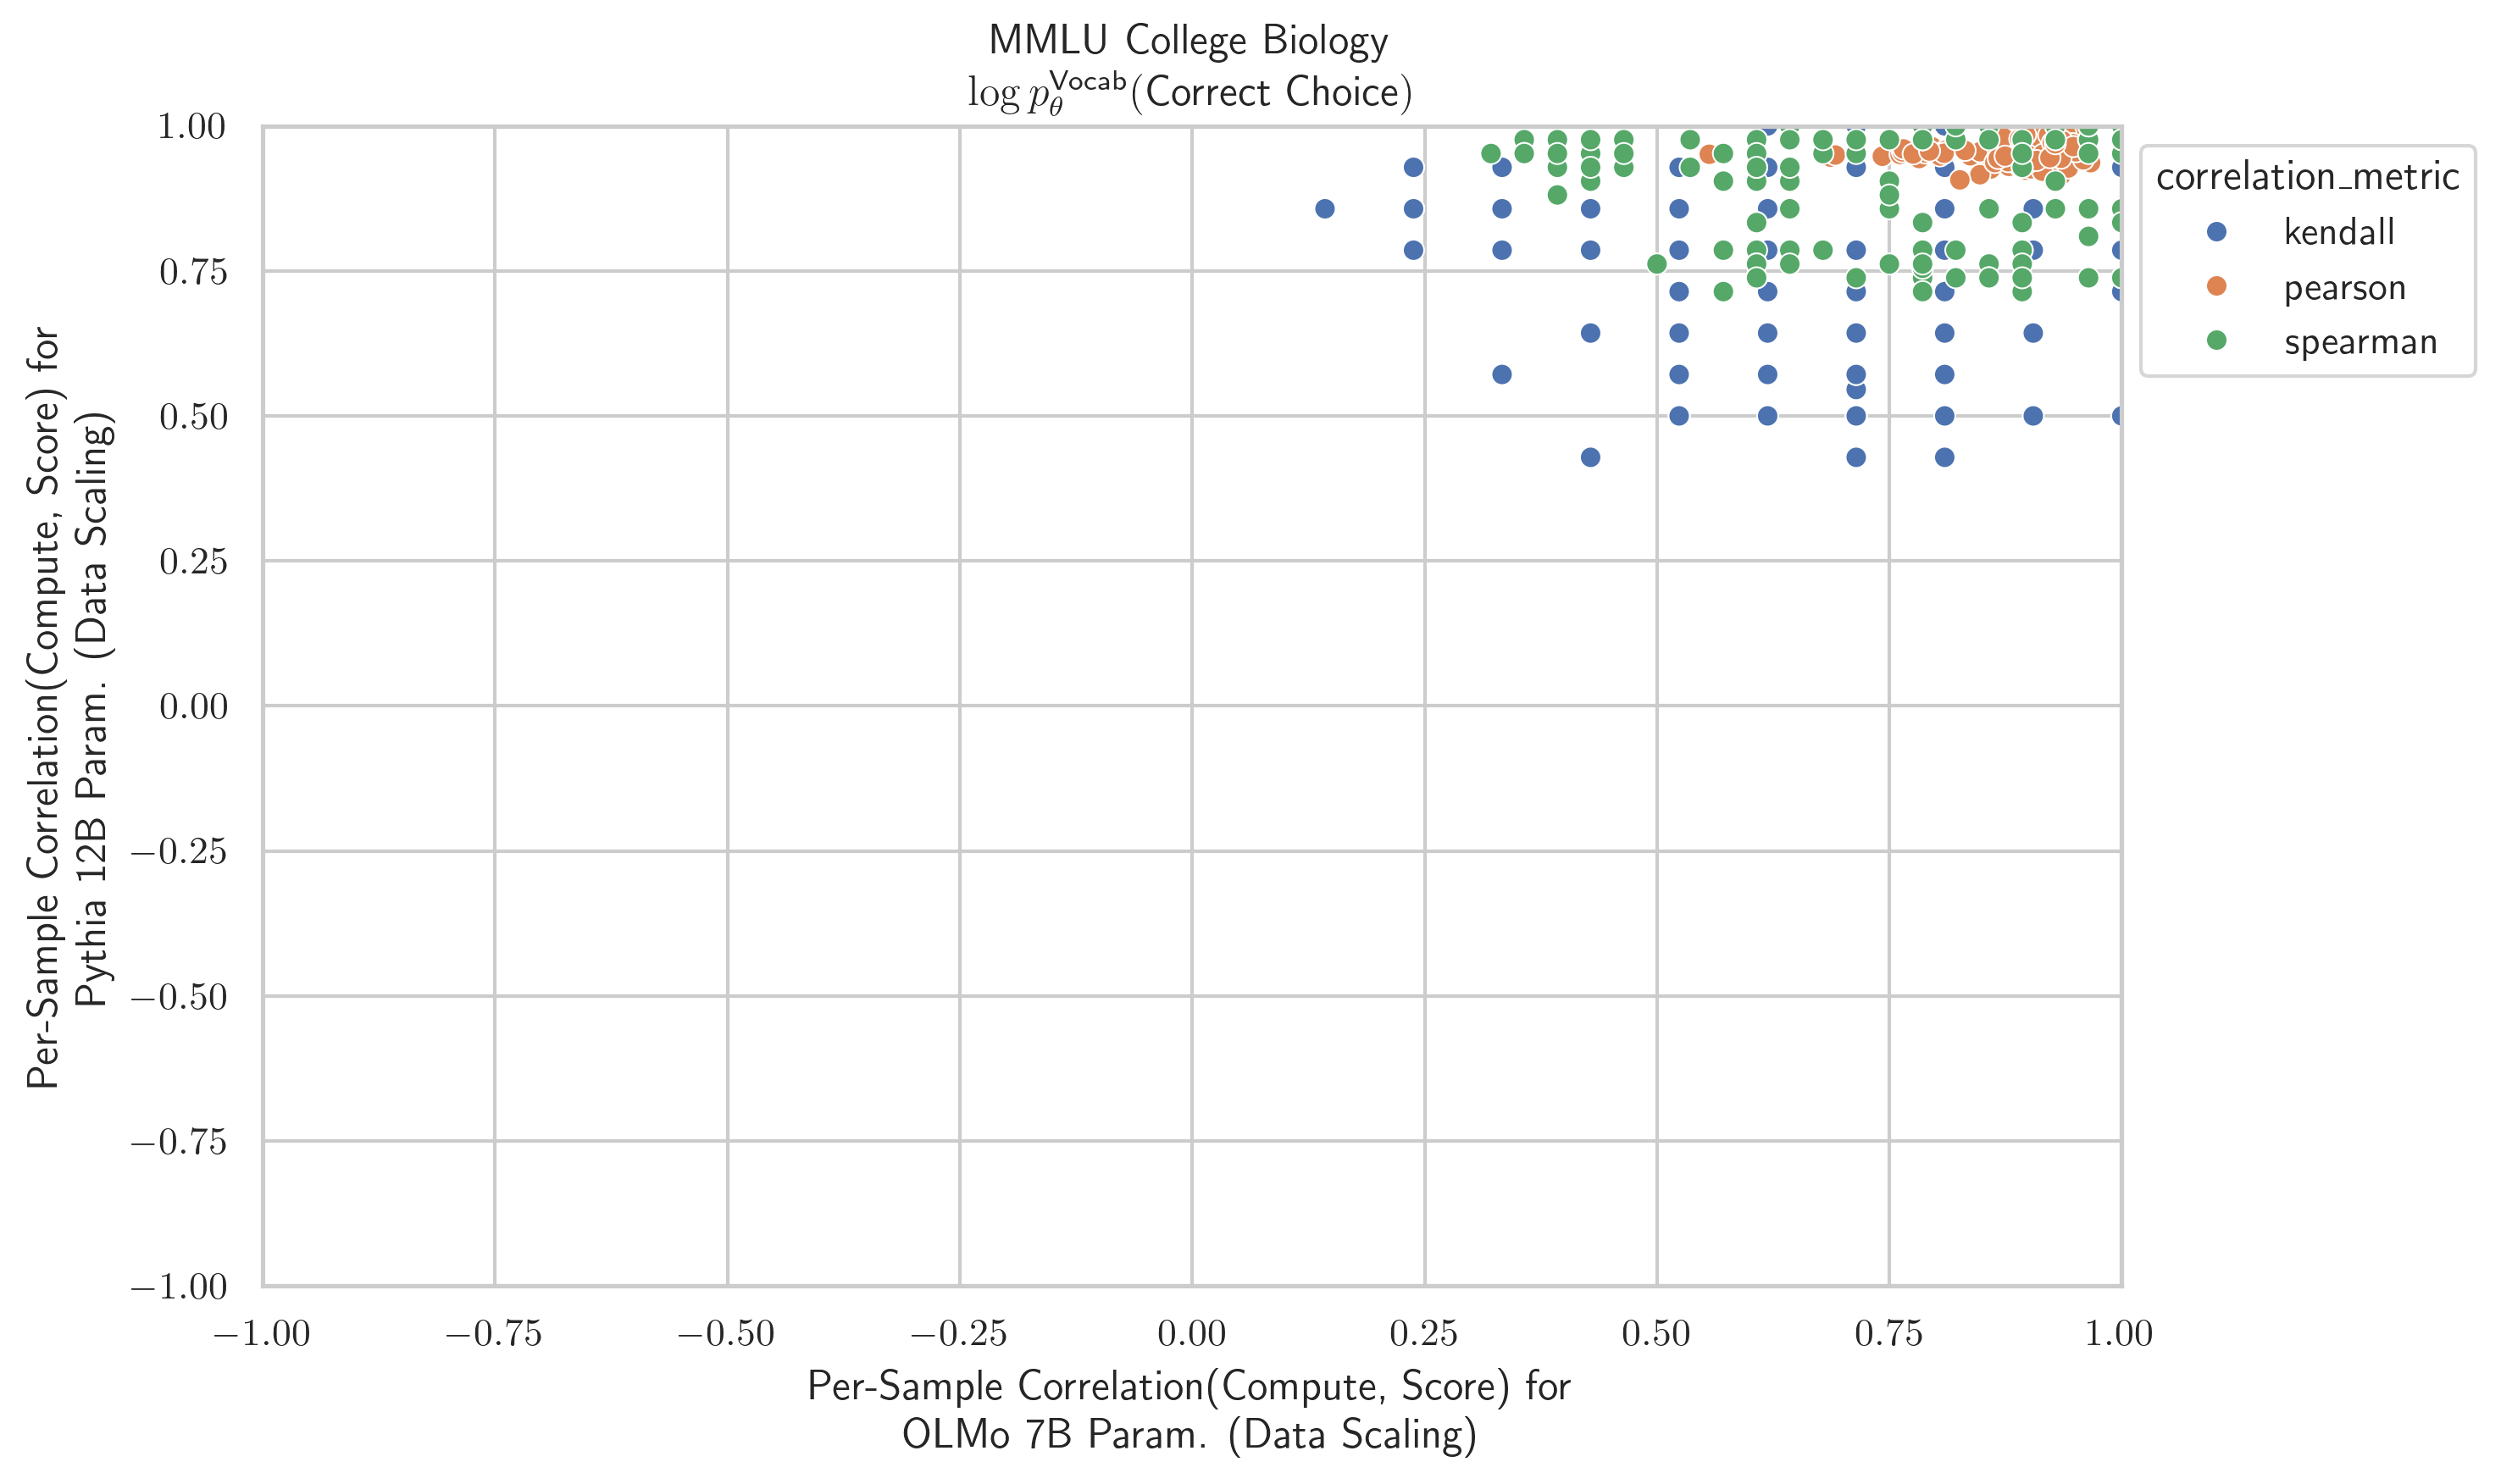 MMLU College Biology
log p_θ^Vocab(Correct Choice)
1.00
0.75
0.50
0.25
0.00
−0.25
−0.50
−0.75
−1.00
Per-Sample Correlation(Compute, Score) for
Pythia 12B Param. (Data Scaling)
−1.00
−0.75
−0.50
−0.25
0.00
0.25
0.50
0.75
1.00
Per-Sample Correlation(Compute, Score) for
OLMo 7B Param. (Data Scaling)
correlation_metric
kendall
pearson
spearman